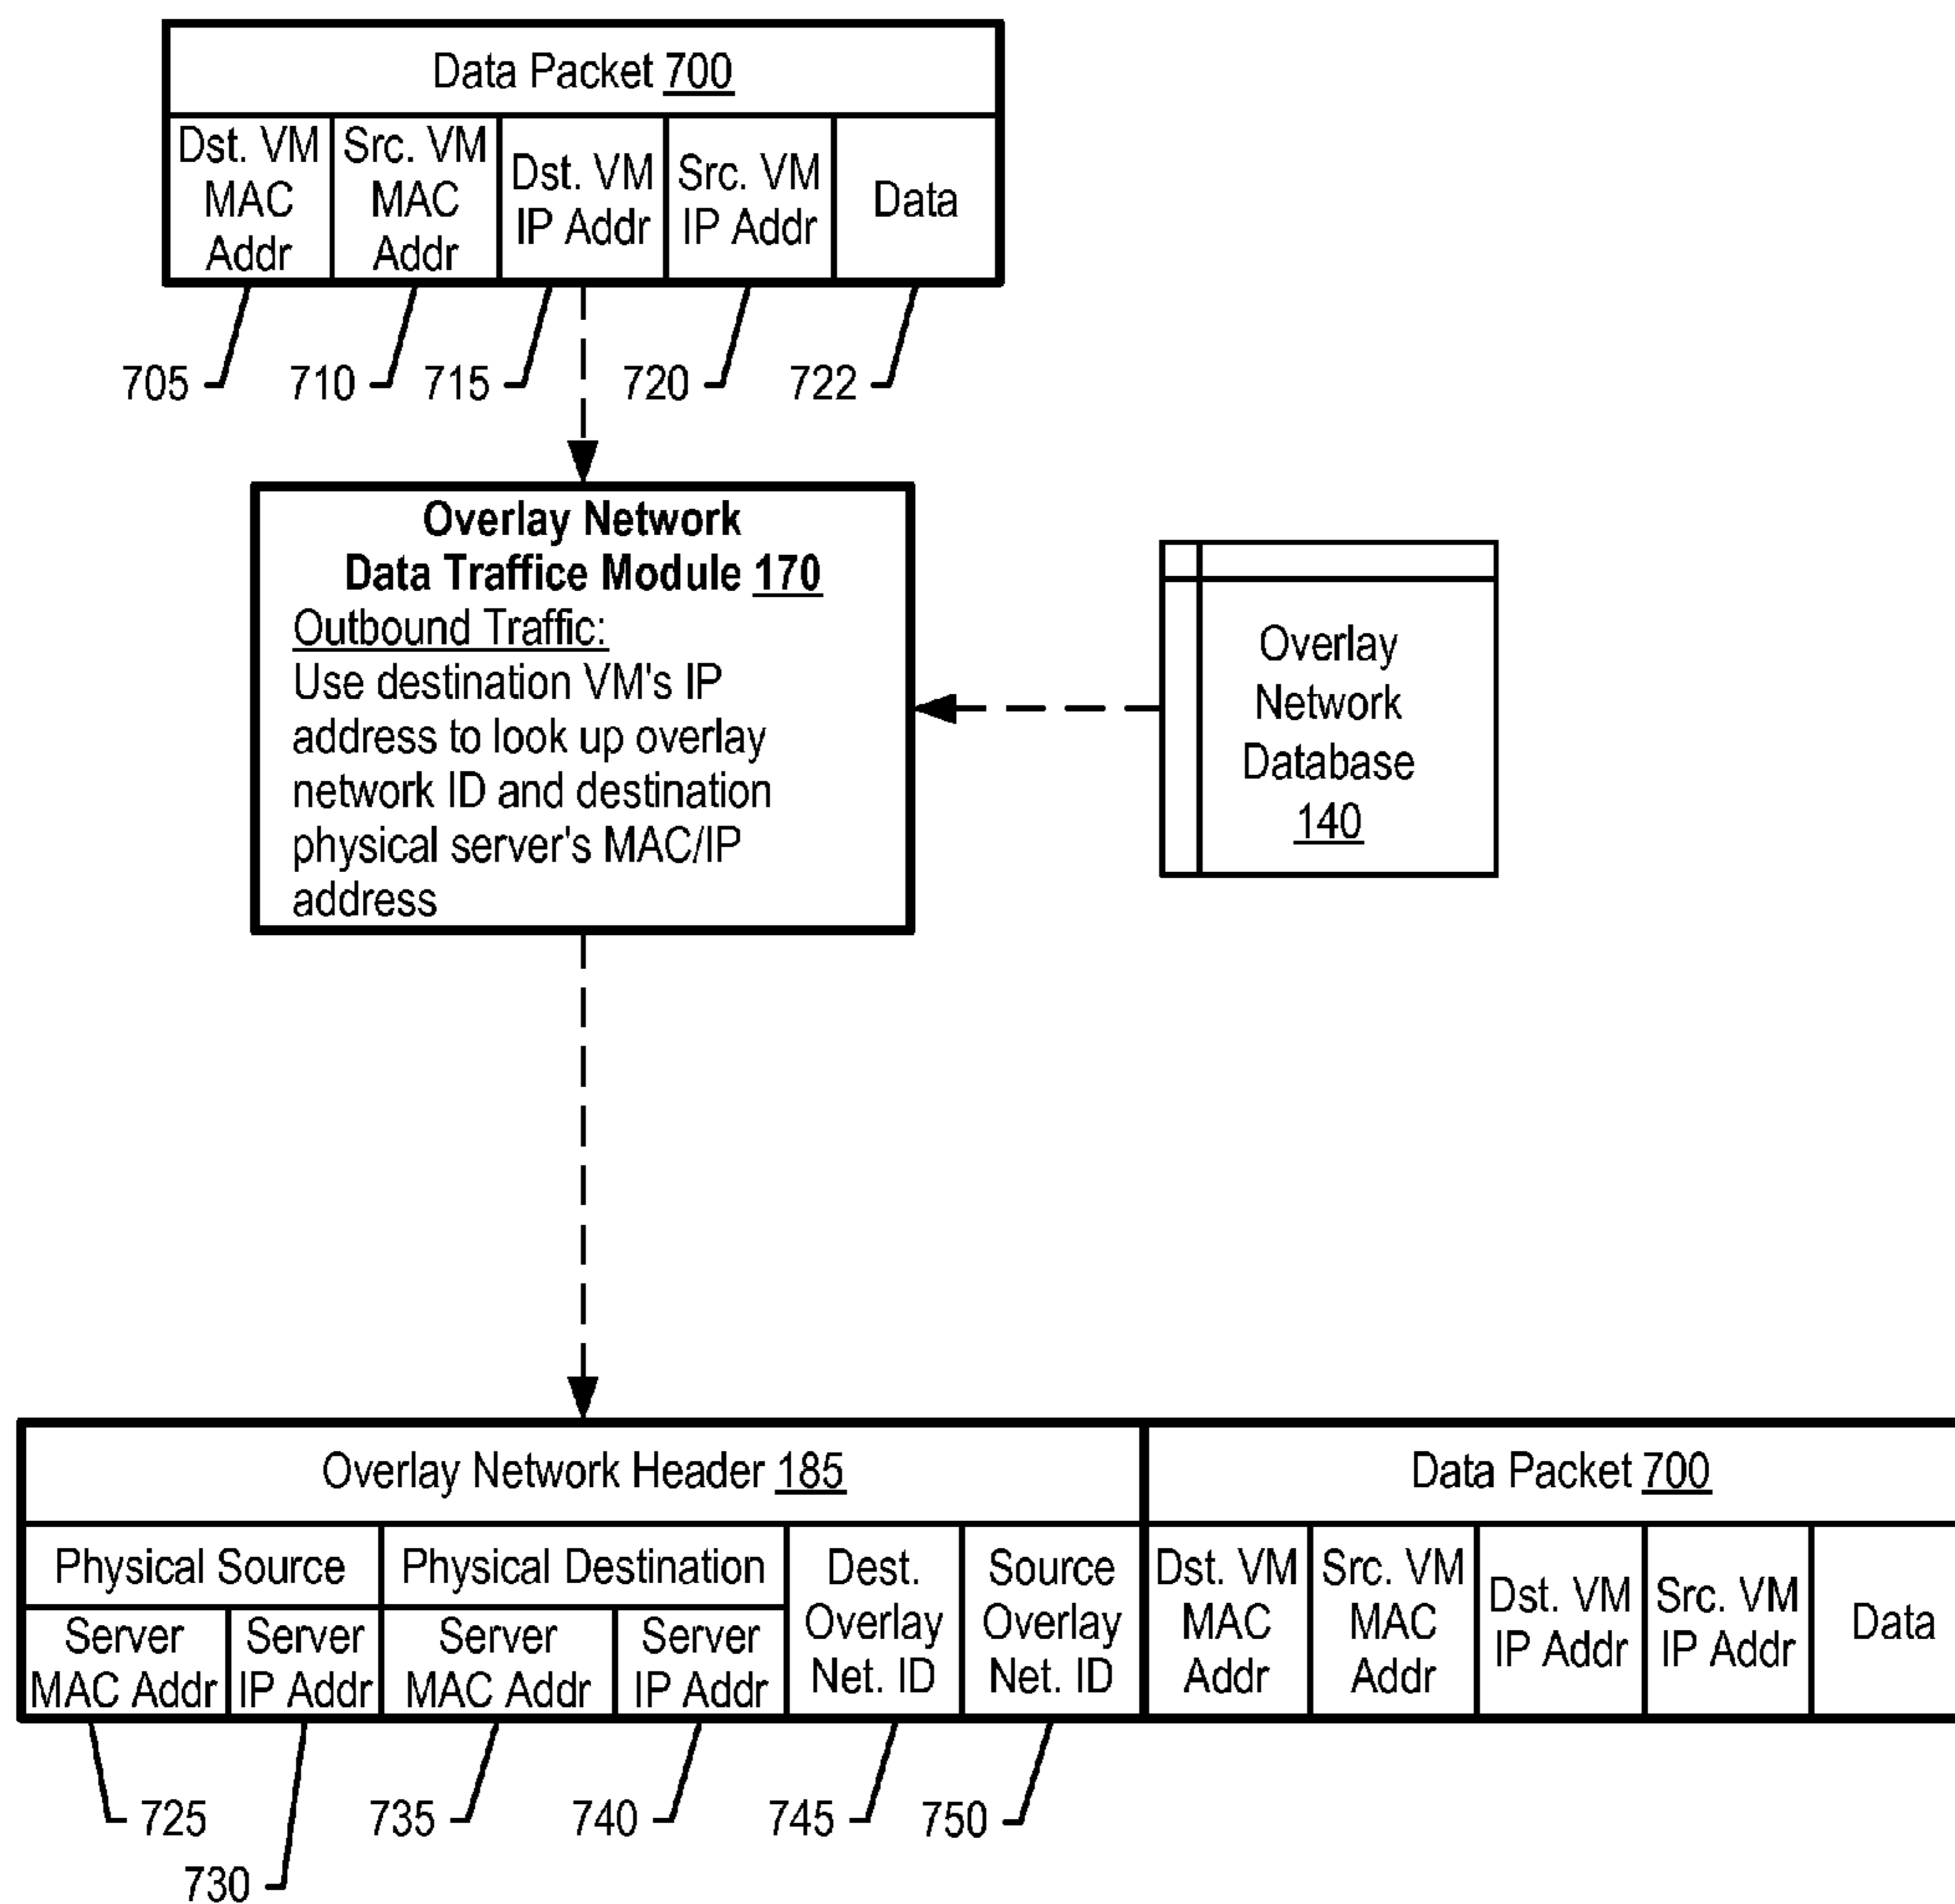 Data Packet 700
Dst. VM
MAC
Addr
Src. VM
MAC
Addr
Dst. VM
IP Addr
Src. VM
IP Addr
Data
705
710
715
720
722
Overlay Network
Data Traffice Module 170
Outbound Traffic:
Use destination VM's IP
address to look up overlay
network ID and destination
physical server's MAC/IP
address
Overlay
Network
Database
140
Overlay Network Header 185
Data Packet 700
Physical Source
Physical Destination
Server
MAC Addr
Server
IP Addr
Server
MAC Addr
Server
IP Addr
Dest.
Overlay
Net. ID
Source
Overlay
Net. ID
Dst. VM
MAC
Addr
Src. VM
MAC
Addr
Dst. VM
IP Addr
Src. VM
IP Addr
Data
725
730
735
740
745
750